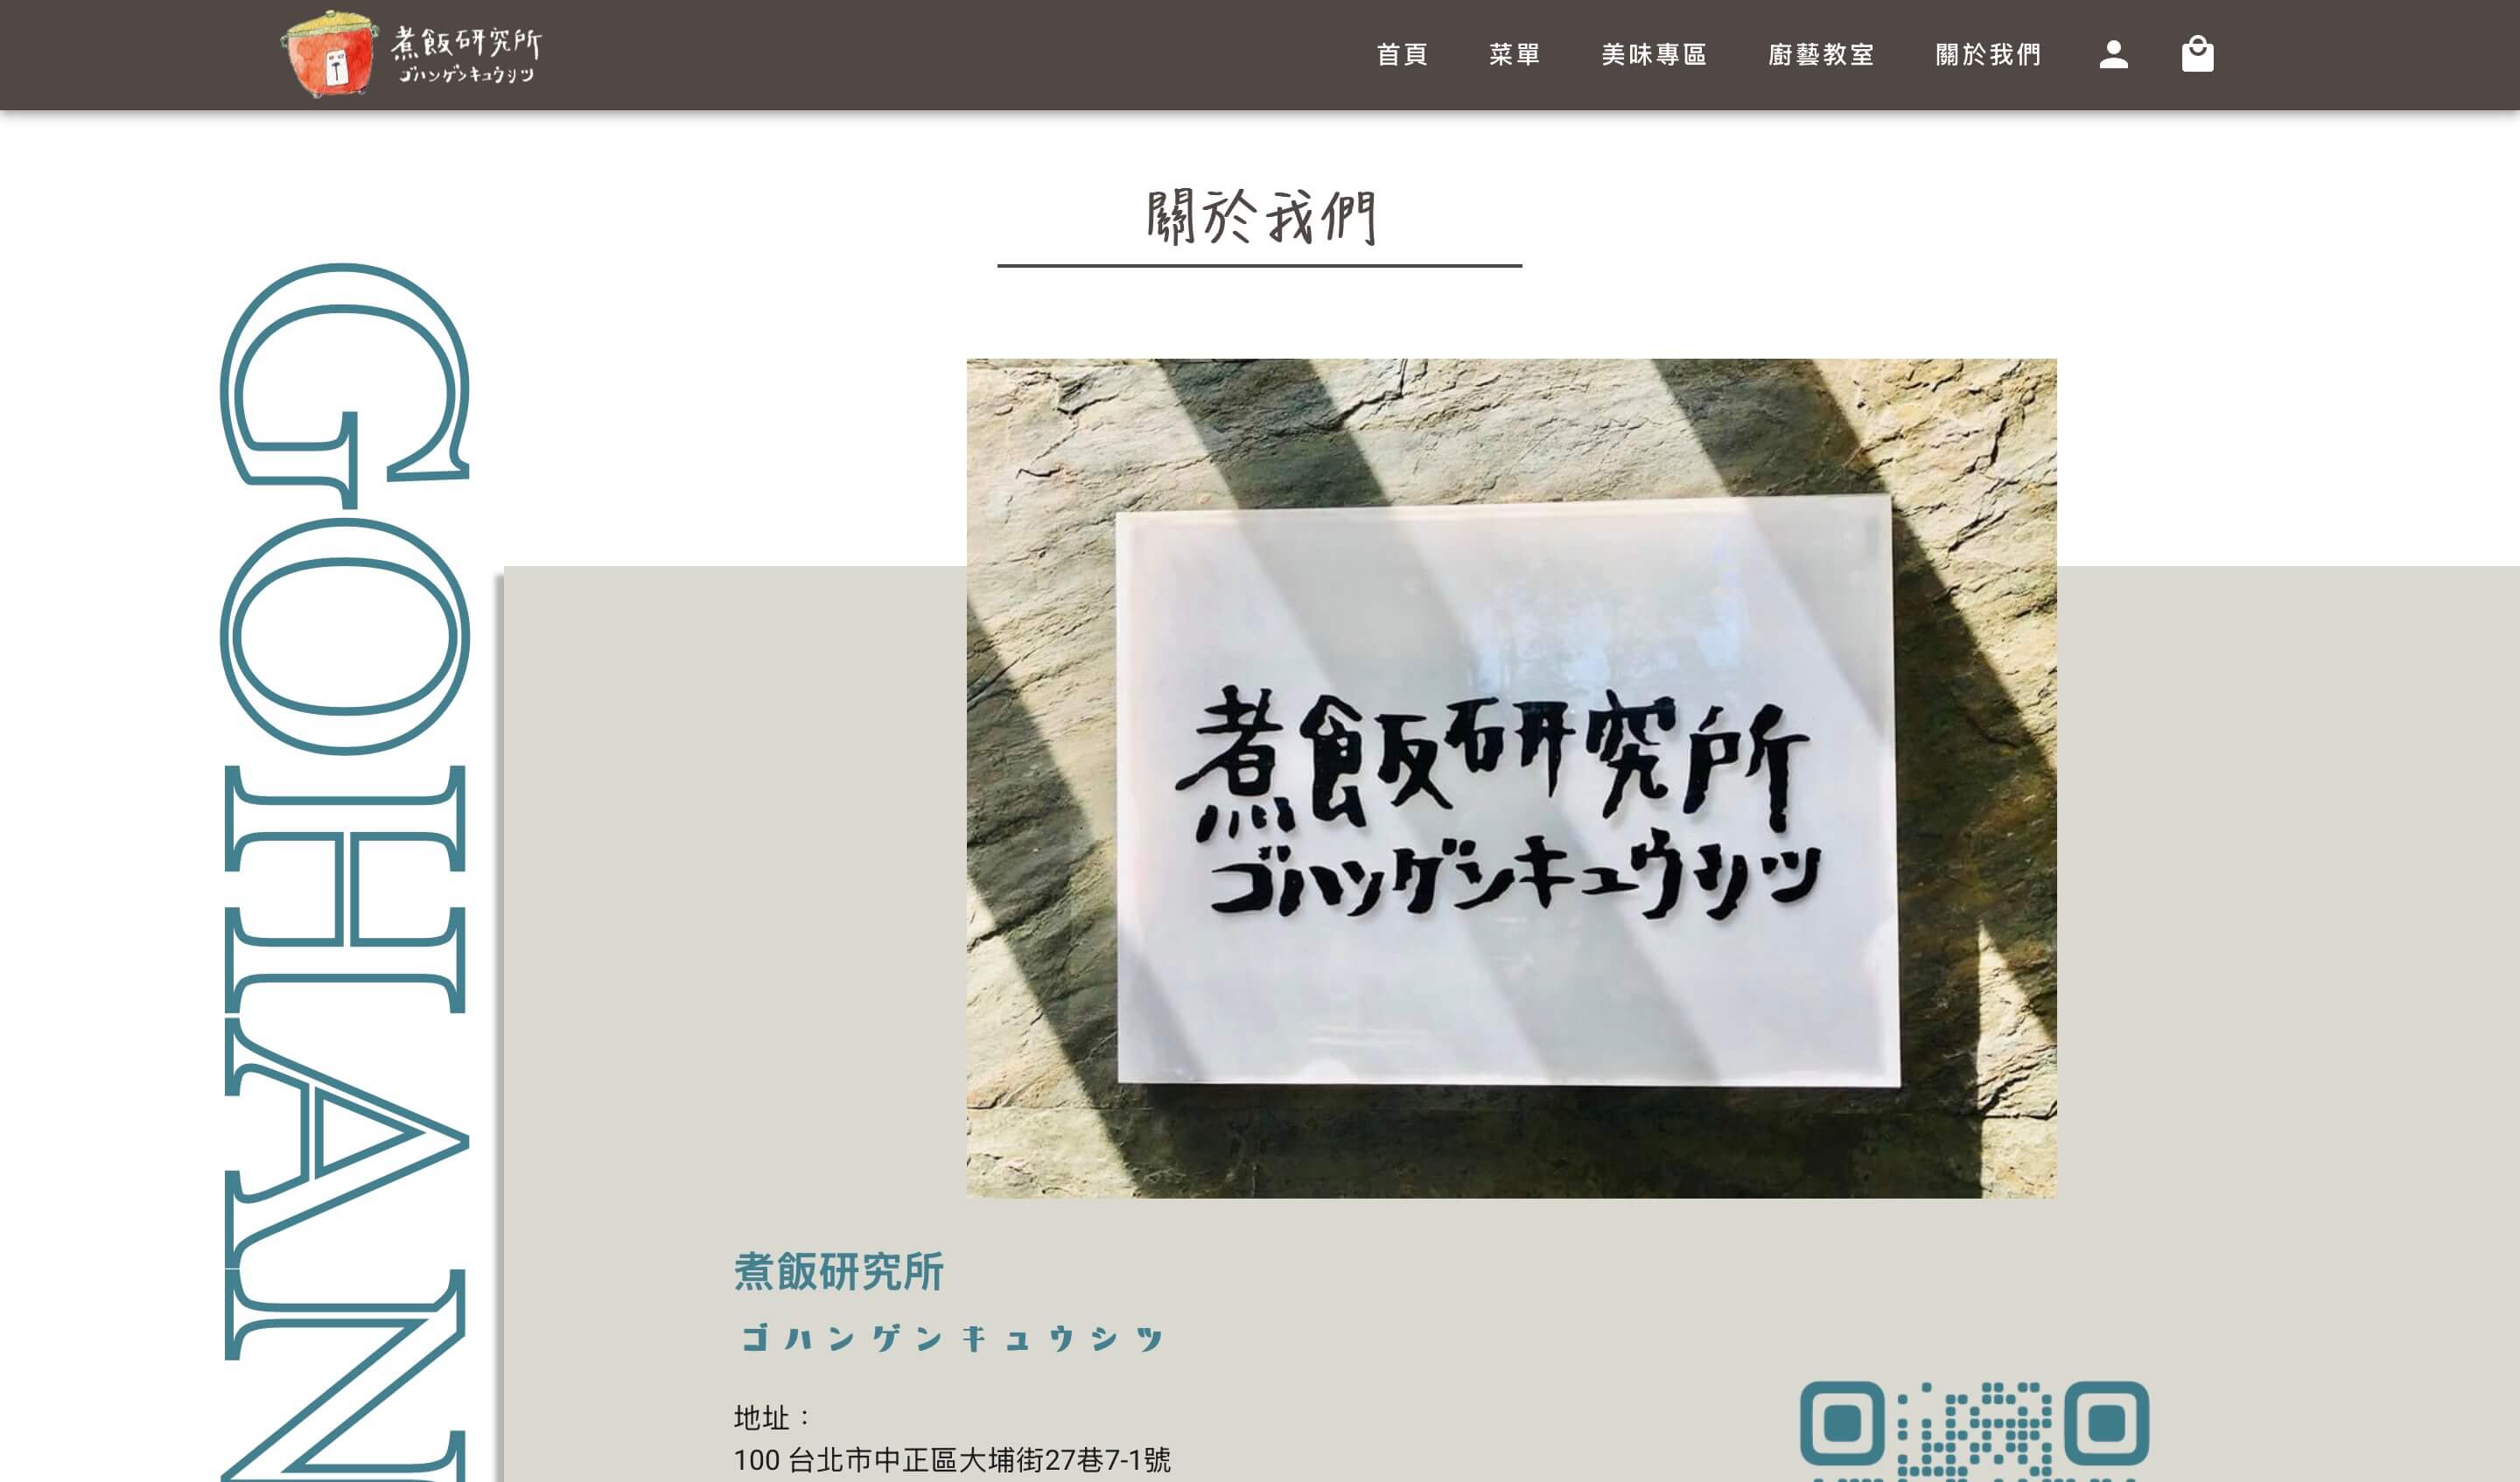 煮飯研究所
ゴハンゲンキュウシツ
首頁
菜單
美味專區
廚藝教室
關於我們
關於我們
GOHAN
煮飯研究所
ゴハンゲンキュウシツ
煮飯研究所
ゴハンゲンキュウシツ
地址：
100 台北市中正區大埔街27巷7-1號